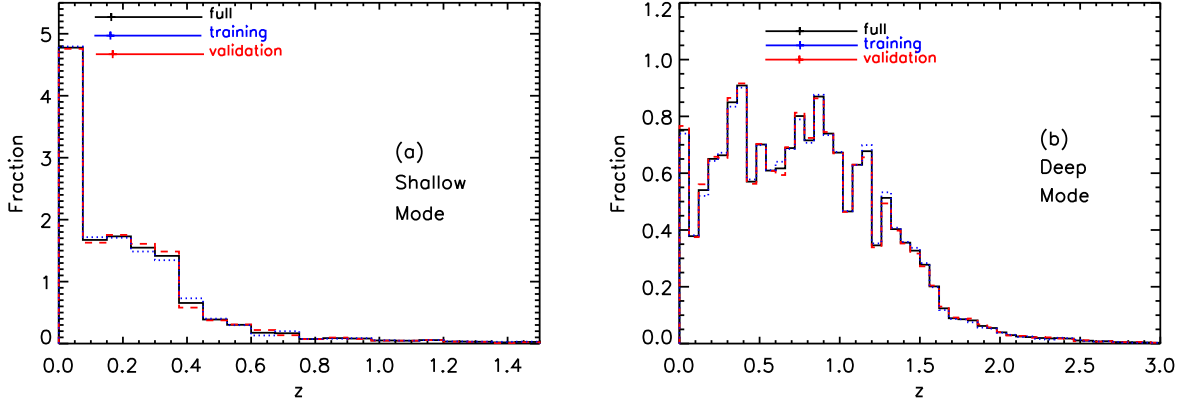 full
training
validation
5
4
3
2
1
0
Fraction
(a)
Shallow
Mode
0.0 0.2 0.4 0.6 0.8 1.0 1.2 1.4
z
full
training
validation
1.2
1.0
0.8
0.6
0.4
0.2
0.0
Fraction
(b)
Deep
Mode
0.0 0.5 1.0 1.5 2.0 2.5 3.0
z